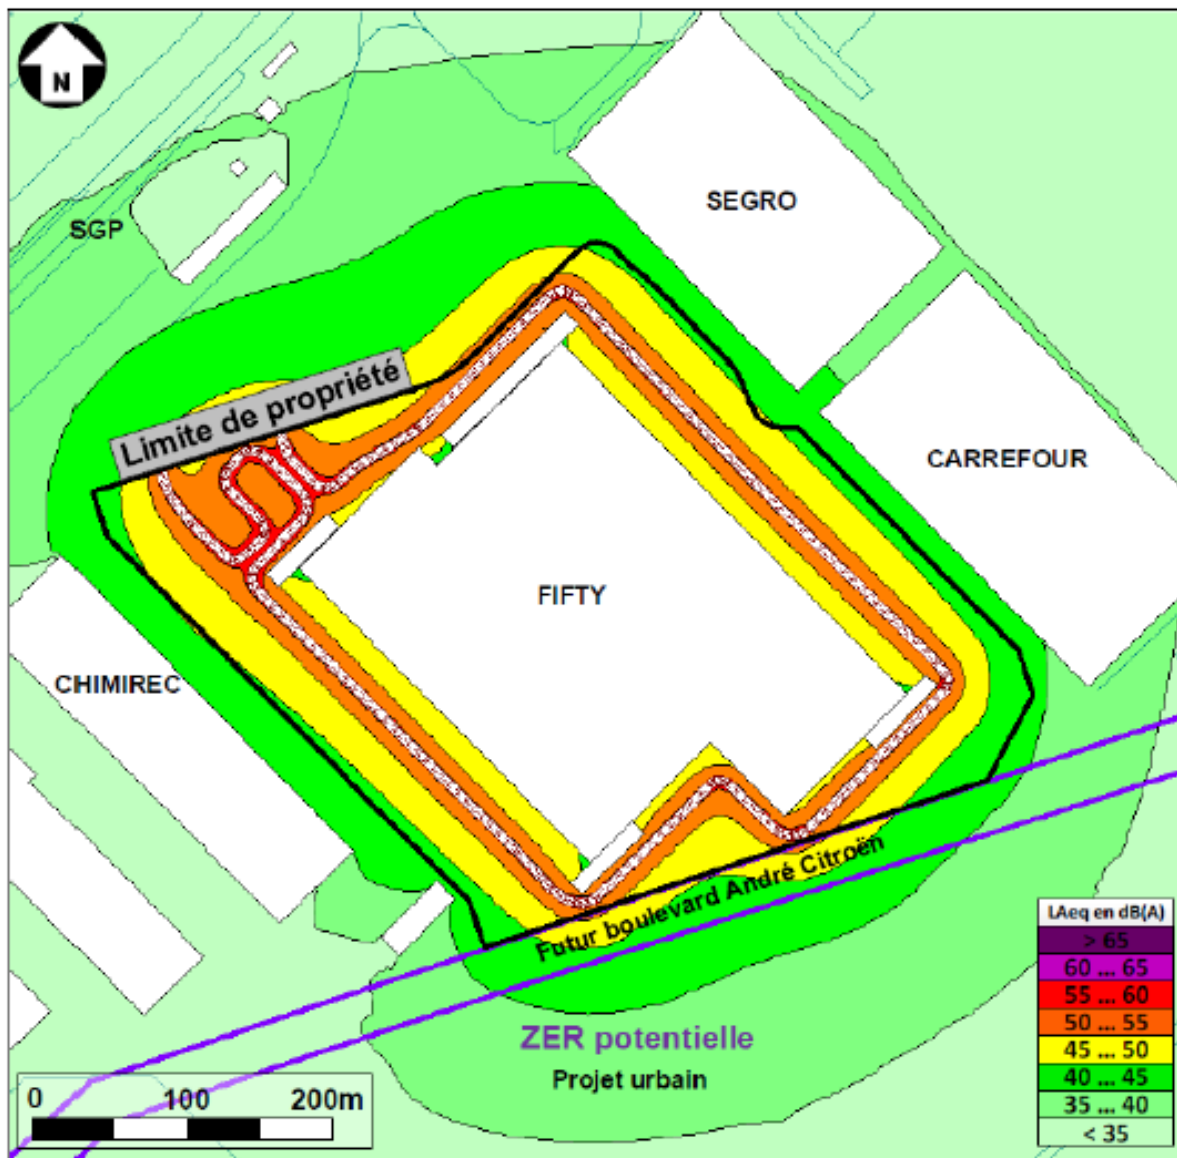 N
SGP
SEGRO
Limite de propriété
CARREFOUR
FIFTY
CHIMIREC
Futur boulevard André Citroën
ZER potentielle
Projet urbain
0 100 200m
LAeq en dB(A)
> 65
60 ... 65
55 ... 60
50 ... 55
45 ... 50
40 ... 45
35 ... 40
< 35